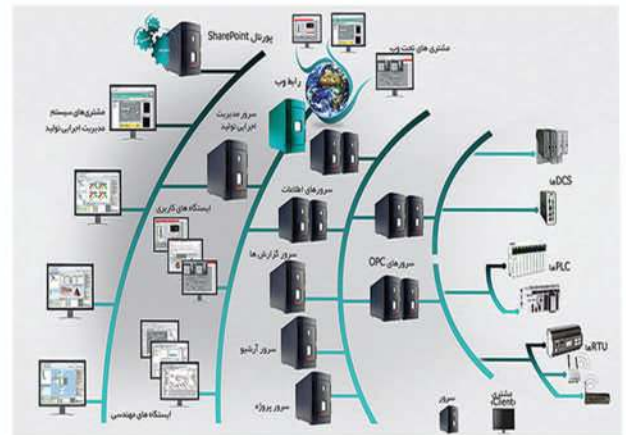 پورتال SharePoint
رابط وب
مشتری های تحت وب
مشتری‌های سیستم
مدیریت اجرایی تولید
سرور مدیریت
اجرایی تولید
سرورهای اطلاعات
ایستگاه های کاربری
سرور گزارش ها
سرورهای OPC
سرور آرشیو
سرور پروژه
ایستگاه های مهندسی
DCSها
PLCها
RTUها
سرور
مشتری
(Client)